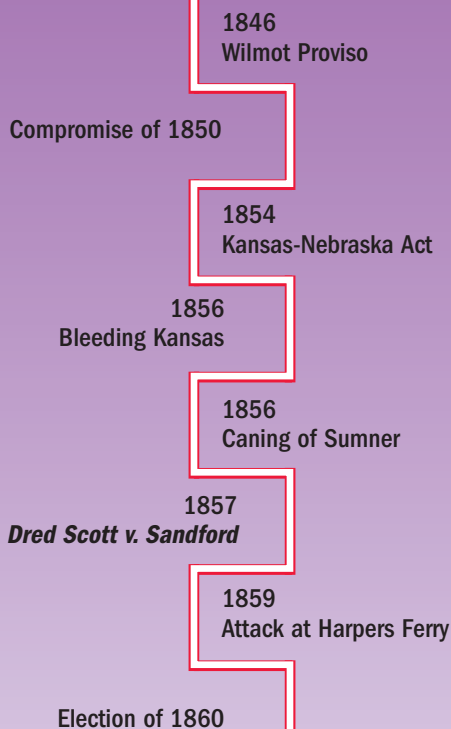 1846
Wilmot Proviso
Compromise of 1850
1854
Kansas-Nebraska Act
1856
Bleeding Kansas
1856
Caning of Sumner
1857
Dred Scott v. Sandford
1859
Attack at Harpers Ferry
Election of 1860